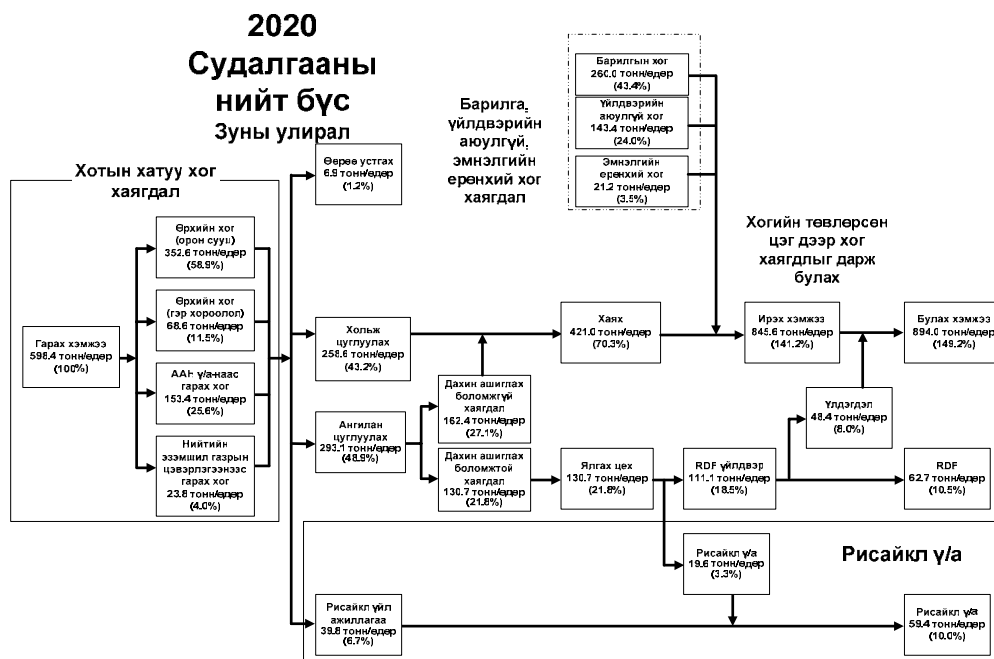 2020
Судалгааны
нийт бүс
Зуны улирал
Барилга,
үйлдвэрийн
аюулгүй,
эмнэлгийн
ерөнхий хог
хаягдал
Барилгын хог
260.0 тонн/өдөр
(43.4%)
Үйлдвэрийн
аюулгүй хог
143.4 тонн/өдөр
(24.0%)
Эмнэлгийн
ерөнхий хог
21.2 тонн/өдөр
(3.5%)
Өөрөө устгах
6.9 тонн/өдөр
(1.2%)
Хотын хатуу хог
хаягдал
Гарах хэмжээ
598.4 тонн/өдөр
(100%)
Өрхийн хог
(орон сууц)
352.6 тонн/өдөр
(58.9%)
Өрхийн хог
(гэр хороолол)
68.6 тонн/өдөр
(11.5%)
ААН ү/а-наас
гарах хог
153.4 тонн/өдөр
(25.6%)
Нийтийн
эзэмшил газрын
цэвэрлэгээнээс
гарах хог
23.8 тонн/өдөр
(4.0%)
Хольж
цуглуулах
258.6 тонн/өдөр
(43.2%)
Ангилан
цуглуулах
293.1 тонн/өдөр
(48.9%)
Дахин ашиглах
боломжгүй
хаягдал
162.4 тонн/өдөр
(27.1%)
Дахин ашиглах
боломжтой
хаягдал
130.7 тонн/өдөр
(21.8%)
Хаях
421.0 тонн/өдөр
(70.3%)
Ялгах цех
130.7 тонн/өдөр
(21.8%)
Хогийн төвлөрсөн
цэг дээр хог
хаягдлыг дарж
булах
Ирэх хэмжээ
845.6 тонн/өдөр
(141.2%)
Булах хэмжээ
894.0 тонн/өдөр
(149.2%)
Үлдэгдэл
48.4 тонн/өдөр
(8.0%)
RDF үйлдвэр
111.1 тонн/өдөр
(18.5%)
RDF
62.7 тонн/өдөр
(10.5%)
Рисайкл ү/а
Рисайкл ү/а
19.6 тонн/өдөр
(3.3%)
Рисайкл үйл
ажиллагаа
39.8 тонн/өдөр
(6.7%)
Рисайкл ү/а
59.4 тонн/өдөр
(10.0%)